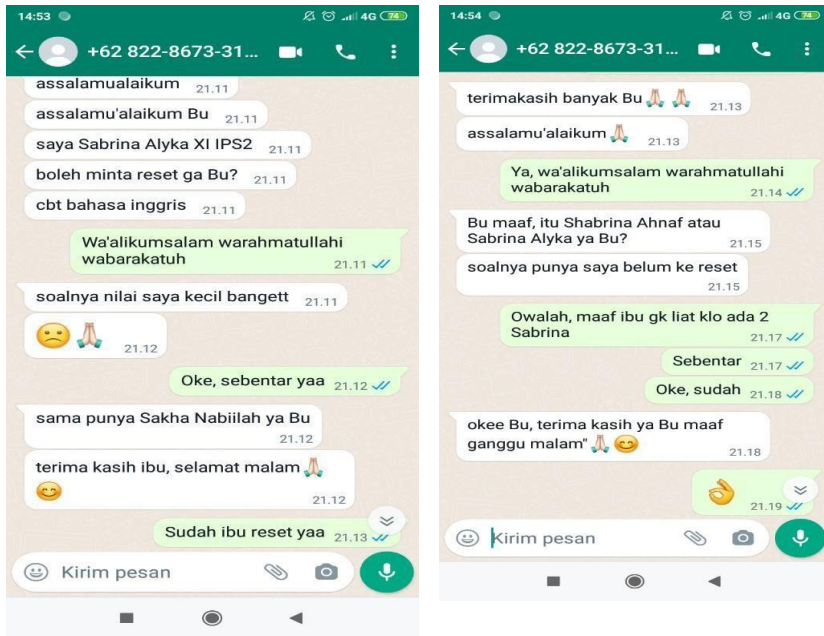 14:53
4G 74
+62 822-8673-31...
assalamualaikum 21.11
assalamu'alaikum Bu 21.11
saya Sabrina Alyka XI IPS2 21.11
boleh minta reset ga Bu? 21.11
cbt bahasa inggris 21.11
Wa'alikumsalam warahmatullahi
wabarakatuh 21.11
soalnya nilai saya kecil bangett 21.11
21.12
Oke, sebentar yaa 21.12
sama punya Sakha Nabiilah ya Bu
21.12
terima kasih ibu, selamat malam🙏🏻
😊
21.12
Sudah ibu reset yaa 21.13
Kirim pesan
14:54
4G 74
+62 822-8673-31...
terimakasih banyak Bu🙏🏻 🙏🏻 21.13
assalamu'alaikum🙏🏻 21.13
Ya, wa'alikumsalam warahmatullahi
wabarakatuh 21.14
Bu maaf, itu Shabrina Ahnaf atau
Sabrina Alyka ya Bu? 21.15
soalnya punya saya belum ke reset
21.15
Owalah, maaf ibu gk liat klo ada 2
Sabrina 21.17
Sebentar 21.17
Oke, sudah 21.18
okee Bu, terima kasih ya Bu maaf
ganggu malam"🙏🏻😊 21.18
👌 21.19
Kirim pesan